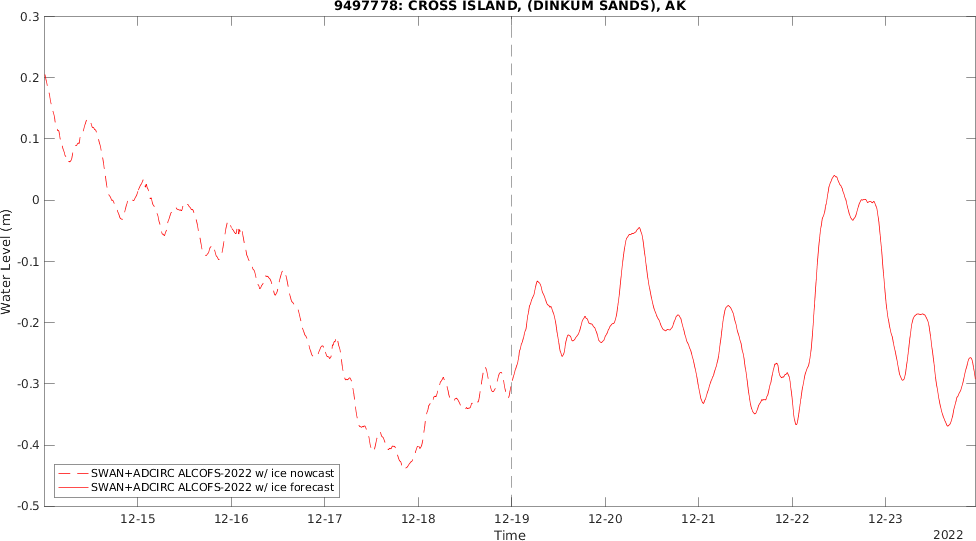 9497778: CROSS ISLAND, (DINKUM SANDS), AK
0.3
0.2
0.1
0
-0.1
-0.2
-0.3
-0.4
-0.5
Water Level (m)
SWAN+ADCIRC ALCOFS-2022 w/ ice nowcast
SWAN+ADCIRC ALCOFS-2022 w/ ice forecast
12-15 12-16 12-17 12-18 12-19 12-20 12-21 12-22 12-23
Time
2022